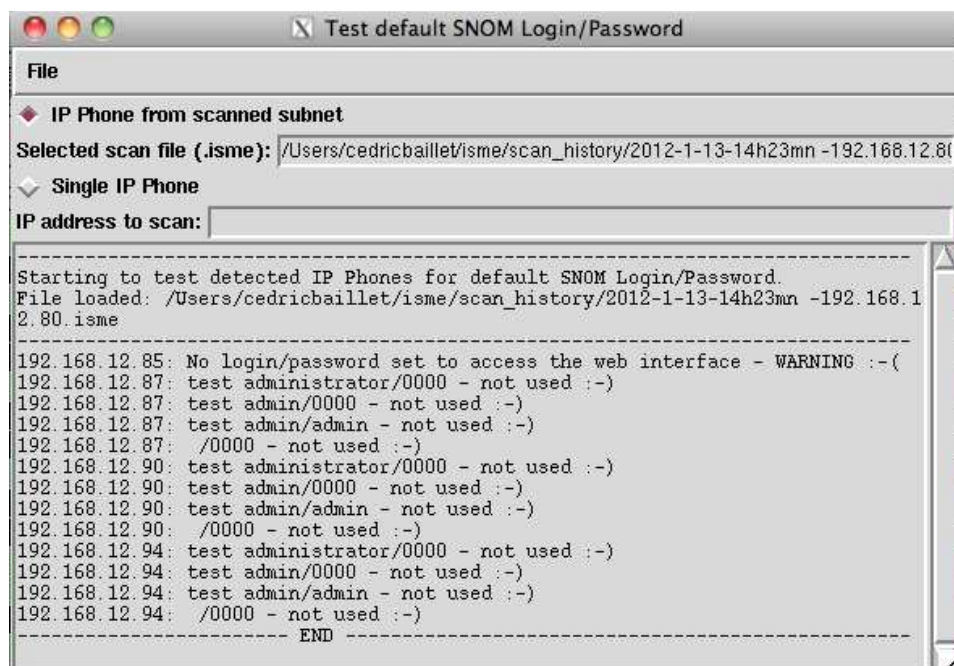 Test default SNOM Login/Password
File
IP Phone from scanned subnet
Selected scan file (.isme): /Users/cedricbaillet/isme/scan_history/2012-1-13-14h23mn -192.168.12.80
Single IP Phone
IP address to scan:
--------------------------------------------------------------------------------
Starting to test detected IP Phones for default SNOM Login/Password.
File loaded: /Users/cedricbaillet/isme/scan_history/2012-1-13-14h23mn -192.168.1
2.80.isme
--------------------------------------------------------------------------------
192.168.12.85: No login/password set to access the web interface - WARNING :-(
192.168.12.87: test administrator/0000 - not used :-)
192.168.12.87: test admin/0000 - not used :-)
192.168.12.87: test admin/admin - not used :-)
192.168.12.87:  /0000 - not used :-)
192.168.12.90: test administrator/0000 - not used :-)
192.168.12.90: test admin/0000 - not used :-)
192.168.12.90: test admin/admin - not used :-)
192.168.12.90:  /0000 - not used :-)
192.168.12.94: test administrator/0000 - not used :-)
192.168.12.94: test admin/0000 - not used :-)
192.168.12.94: test admin/admin - not used :-)
192.168.12.94:  /0000 - not used :-)
------------------------ END --------------------------------------------------